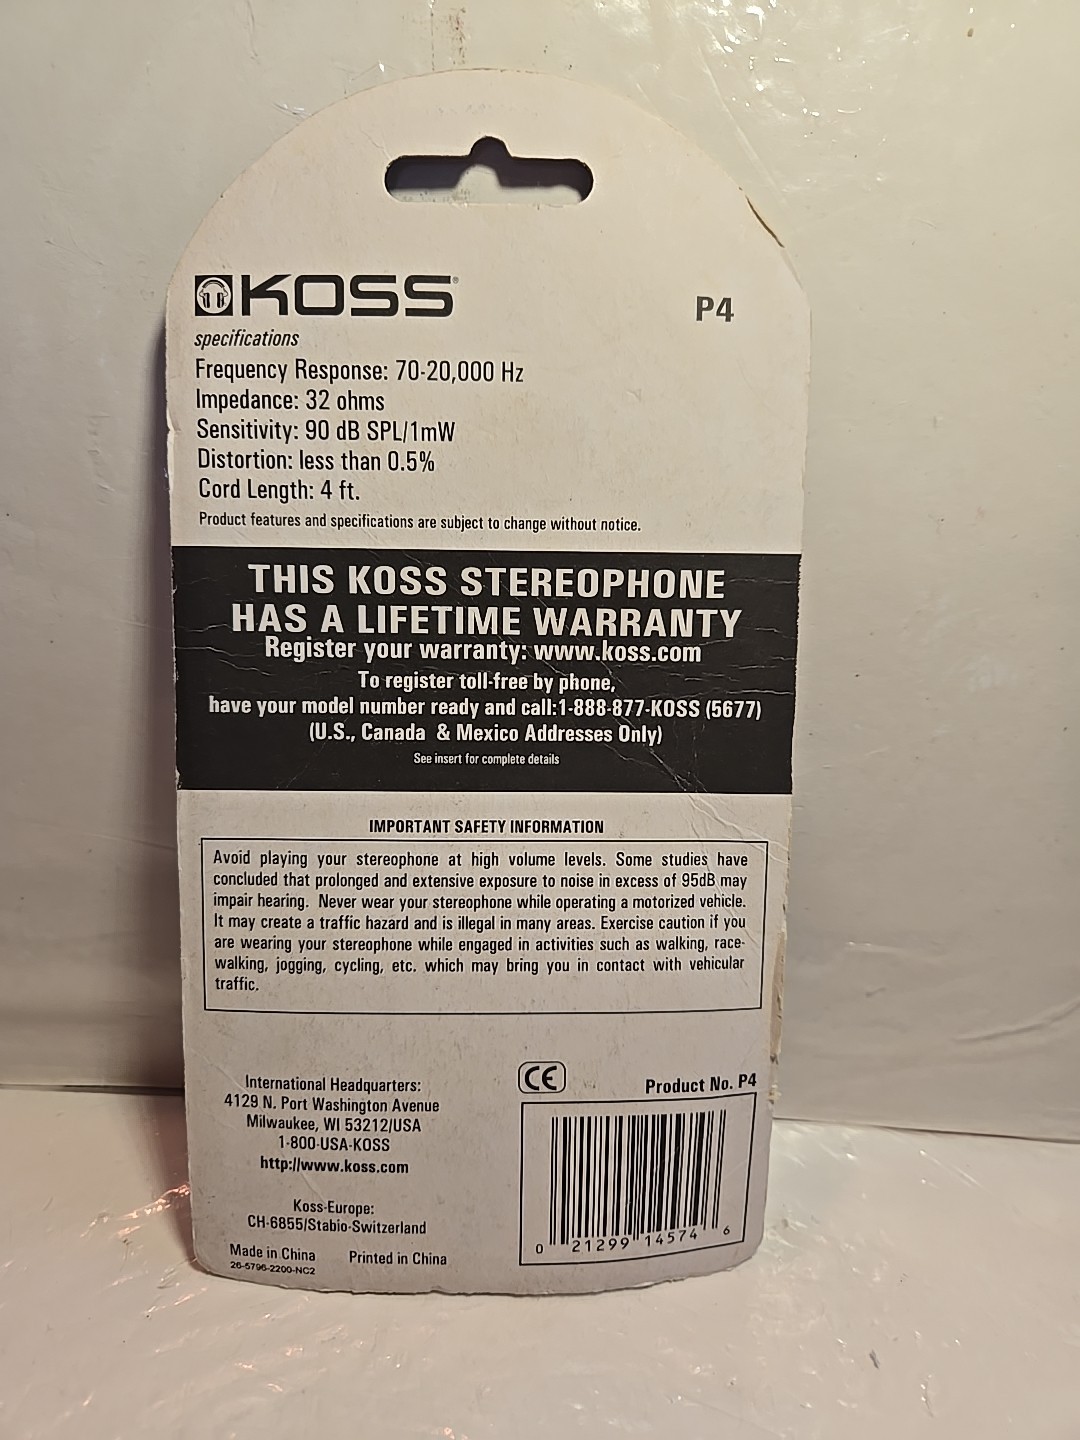 KOSS®
P4
specifications
Frequency Response: 70-20,000 Hz
Impedance: 32 ohms
Sensitivity: 90 dB SPL/1mW
Distortion: less than 0.5%
Cord Length: 4 ft.
Product features and specifications are subject to change without notice.
THIS KOSS STEREOPHONE
HAS A LIFETIME WARRANTY
Register your warranty: www.koss.com
To register toll-free by phone,
have your model number ready and call:1-888-877-KOSS (5677)
(U.S., Canada & Mexico Addresses Only)
See insert for complete details
IMPORTANT SAFETY INFORMATION
Avoid playing your stereophone at high volume levels. Some studies have
concluded that prolonged and extensive exposure to noise in excess of 95dB may
impair hearing. Never wear your stereophone while operating a motorized vehicle.
It may create a traffic hazard and is illegal in many areas. Exercise caution if you
are wearing your stereophone while engaged in activities such as walking, race-
walking, jogging, cycling, etc. which may bring you in contact with vehicular
traffic.
International Headquarters:
4129 N. Port Washington Avenue
Milwaukee, WI 53212/USA
1-800-USA-KOSS
http://www.koss.com
Koss-Europe:
CH-6855/Stabio-Switzerland
Made in China Printed in China
26-5796-2200-NC2
CE
Product No. P4
0 21299 14574 6